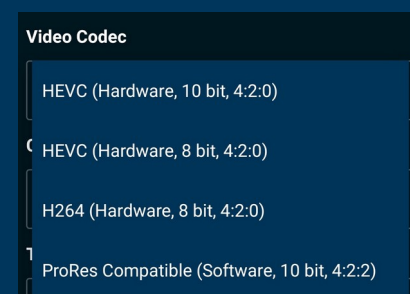 Video Codec
HEVC (Hardware, 10 bit, 4:2:0)
HEVC (Hardware, 8 bit, 4:2:0)
H264 (Hardware, 8 bit, 4:2:0)
ProRes Compatible (Software, 10 bit, 4:2:2)